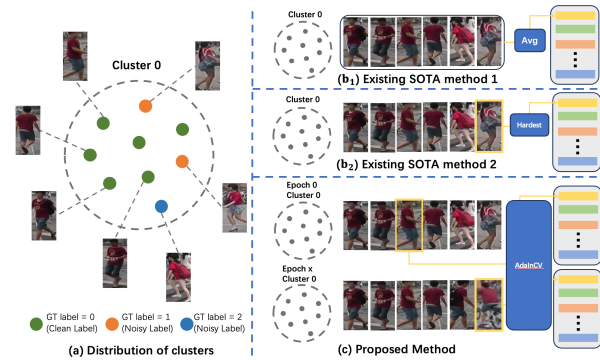 Cluster 0
GT label = 0
(Clean Label)
GT label = 1
(Noisy Label)
GT label = 2
(Noisy Label)
(a) Distribution of clusters
Cluster 0
Avg
(b₁) Existing SOTA method 1
Cluster 0
Hardest
(b₂) Existing SOTA method 2
Epoch 0
Cluster 0
Epoch x
Cluster 0
AdaInCV
(c) Proposed Method